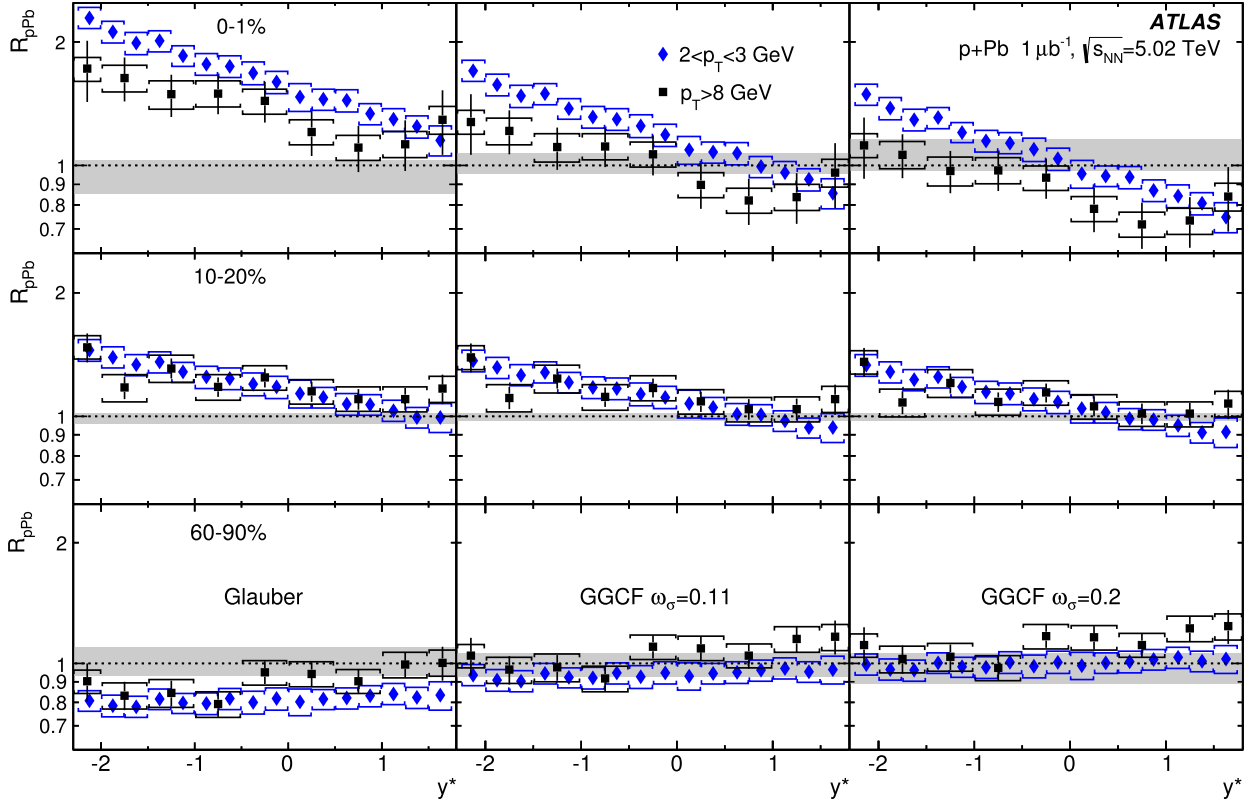 R_pPb
0-1%
2
1
0.9
0.8
0.7
2<p_T<3 GeV
p_T>8 GeV
ATLAS
p+Pb 1 μb⁻¹, √s_NN=5.02 TeV
R_pPb
10-20%
2
1
0.9
0.8
0.7
R_pPb
60-90%
2
1
0.9
0.8
0.7
Glauber
GGCF ω_σ=0.11
GGCF ω_σ=0.2
-2 -1 0 1 -2 -1 0 1 -2 -1 0 1
y* y* y*